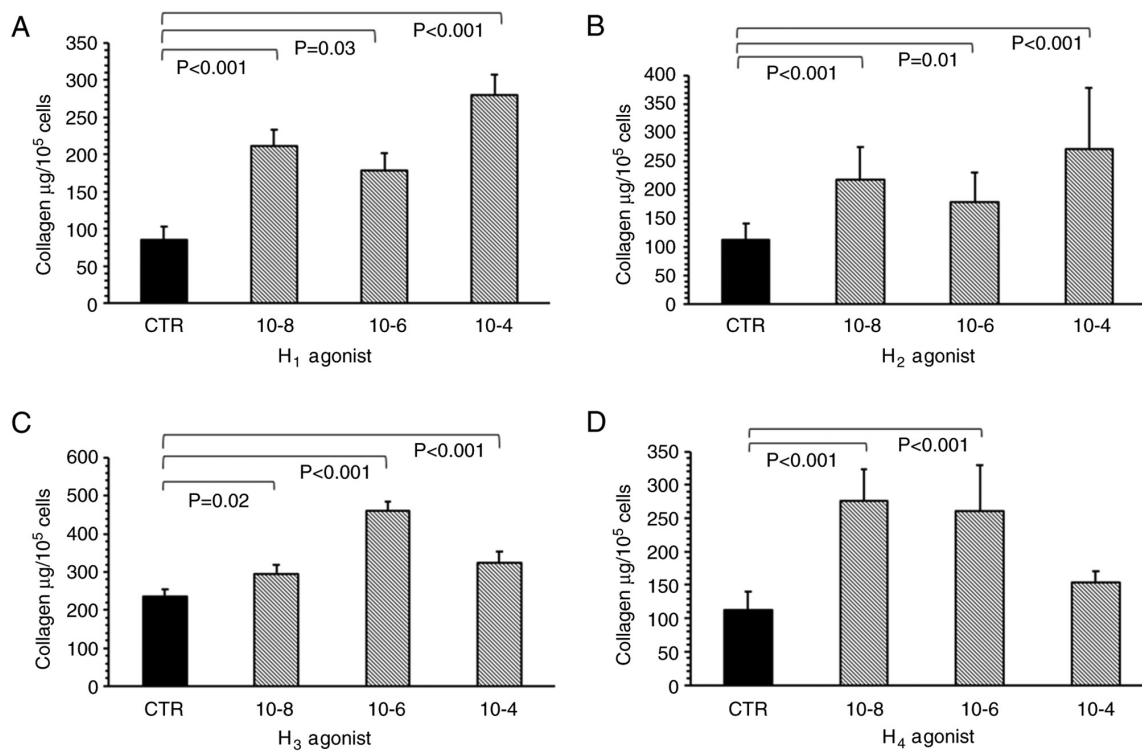 A
P<0.001
P=0.03
P<0.001
350
300
250
200
150
100
50
0
Collagen μg/10⁵ cells
CTR 10-8 10-6 10-4
H₁ agonist
B
P<0.001
P=0.01
P<0.001
400
350
300
250
200
150
100
50
0
Collagen μg/10⁵ cells
CTR 10-8 10-6 10-4
H₂ agonist
C
P<0.001
P<0.001
P=0.02
600
500
400
300
200
100
0
Collagen μg/10⁵ cells
CTR 10-8 10-6 10-4
H₃ agonist
D
P<0.001
P<0.001
350
300
250
200
150
100
50
0
Collagen μg/10⁵ cells
CTR 10-8 10-6 10-4
H₄ agonist